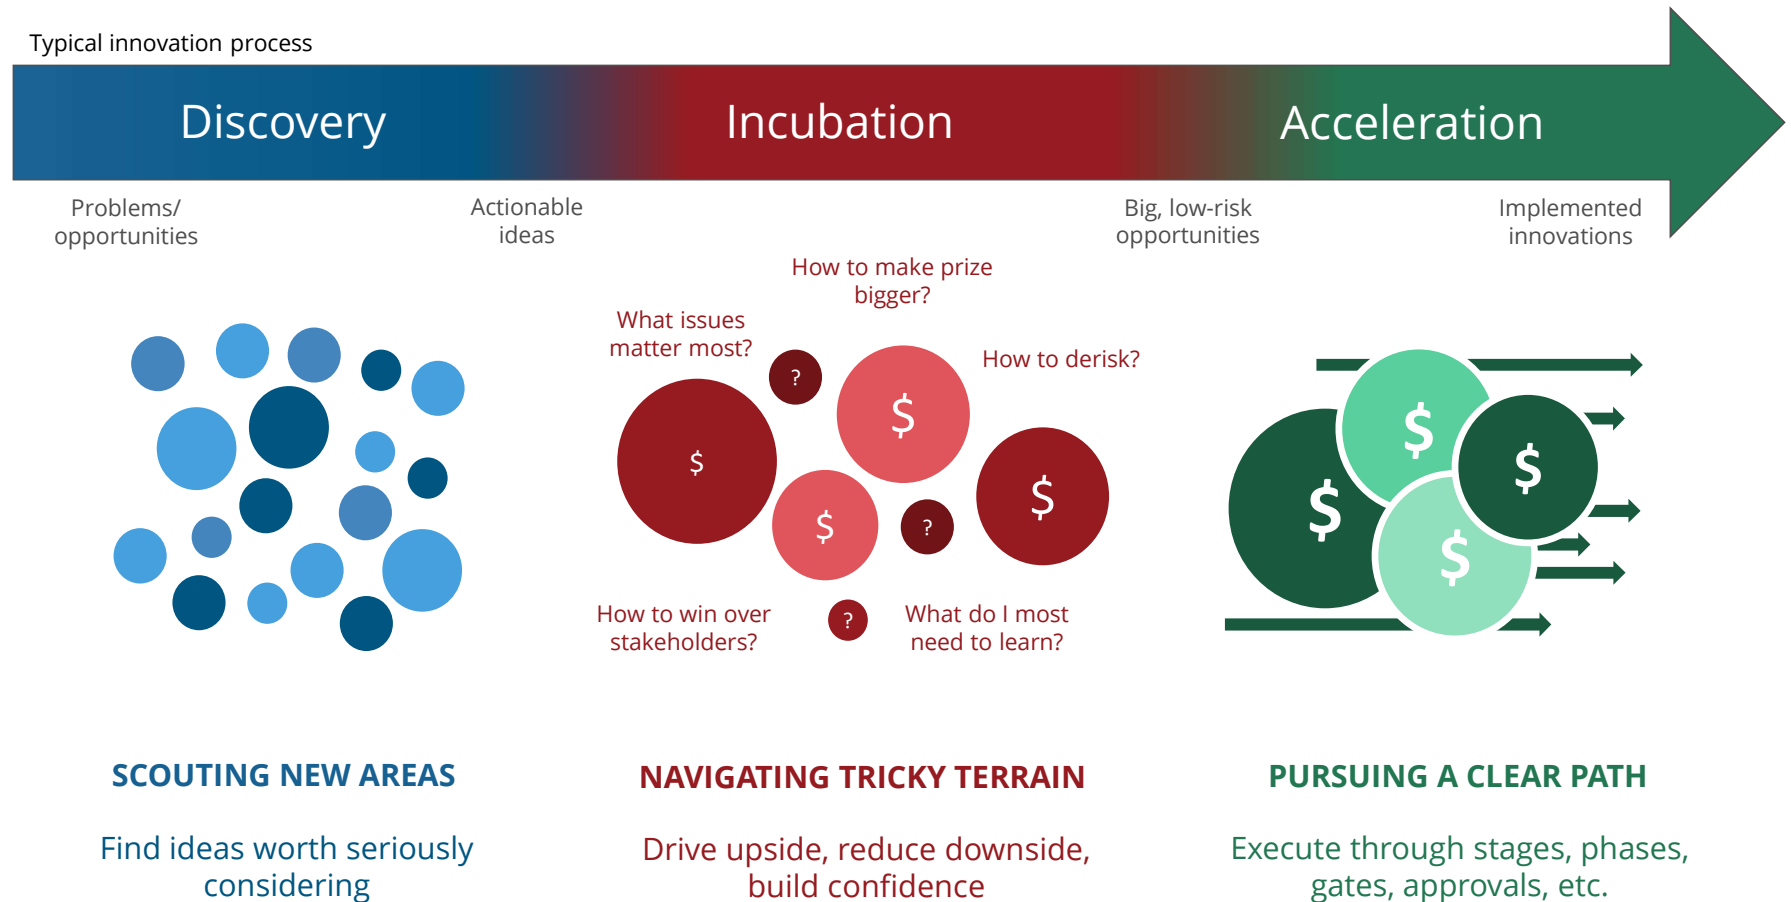 Typical innovation process
Discovery
Incubation
Acceleration
Problems/
opportunities
Actionable
ideas
Big, low-risk
opportunities
Implemented
innovations
How to make prize
bigger?
What issues
matter most?
How to derisk?
?
$
$
$
$
?
How to win over
stakeholders?
?
What do I most
need to learn?
$
$
$
$
SCOUTING NEW AREAS
Find ideas worth seriously
considering
NAVIGATING TRICKY TERRAIN
Drive upside, reduce downside,
build confidence
PURSUING A CLEAR PATH
Execute through stages, phases,
gates, approvals, etc.